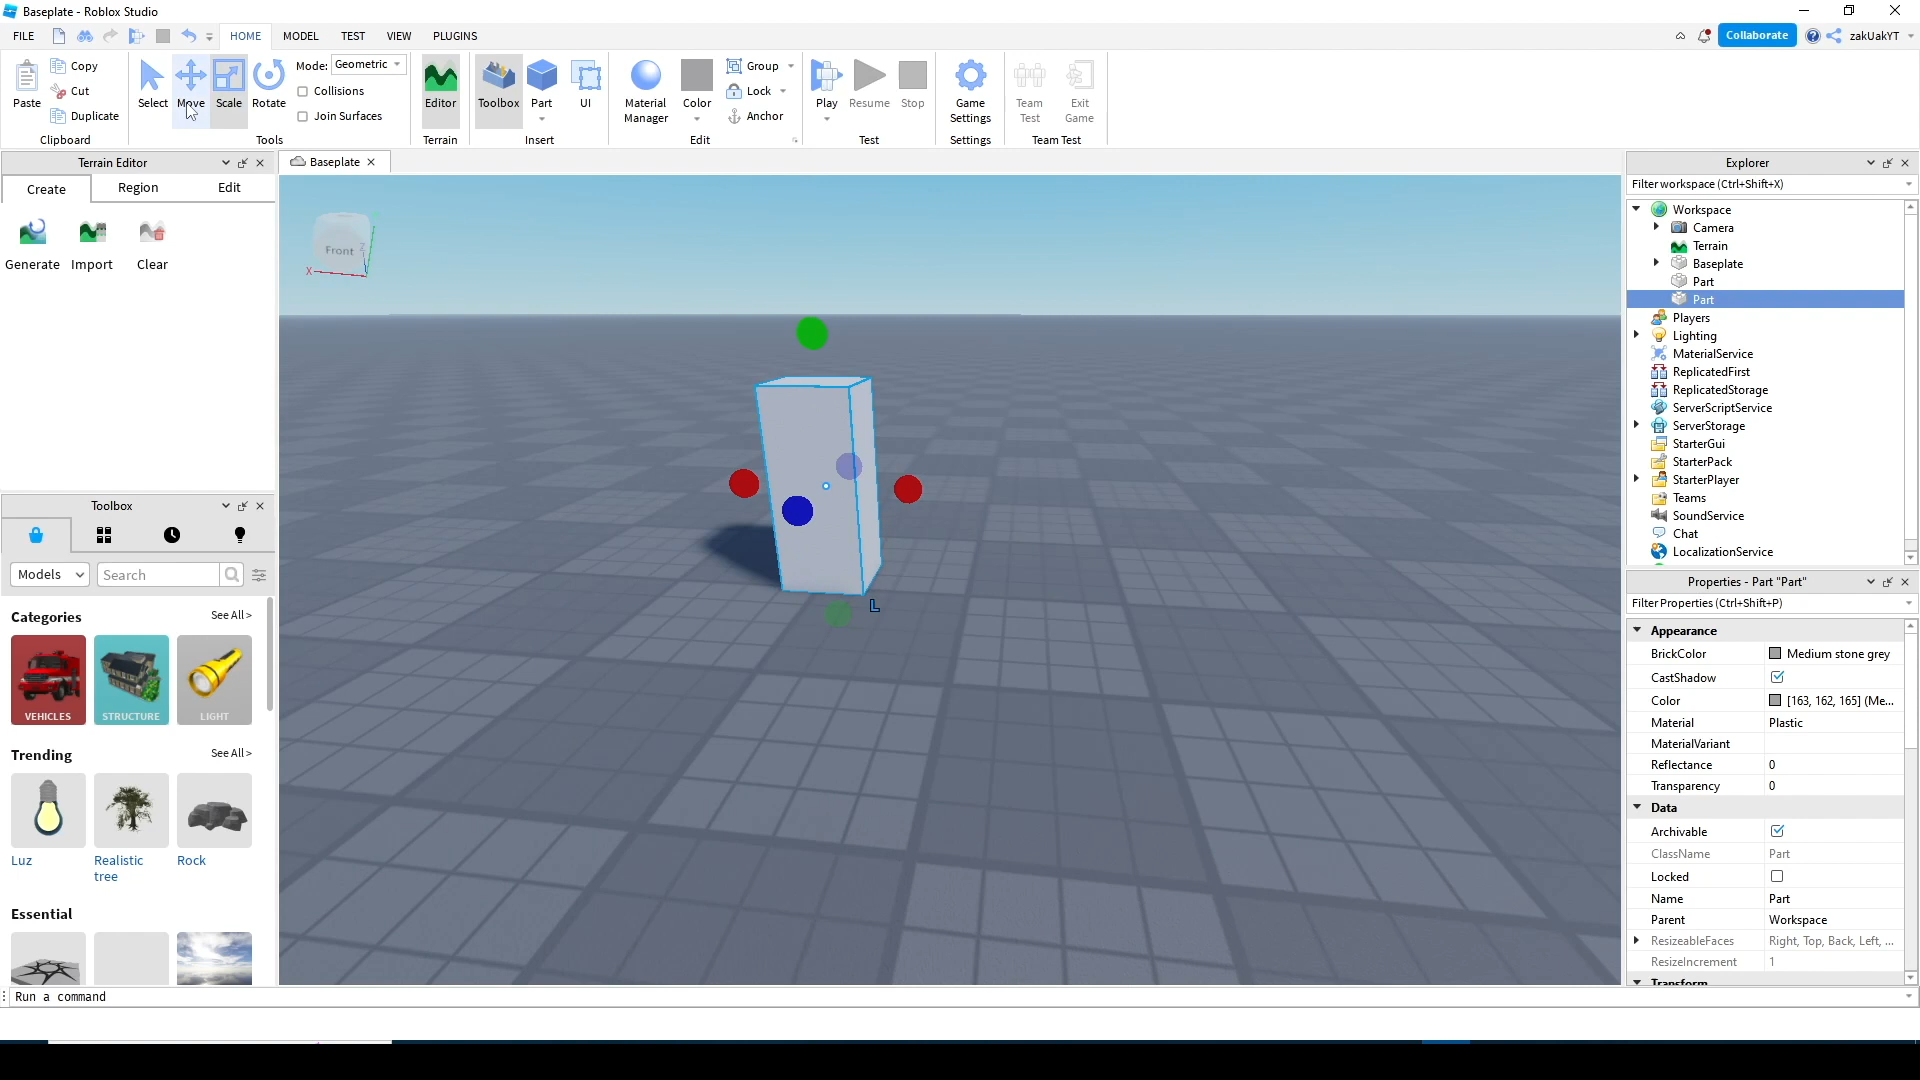 Baseplate - Roblox Studio
FILE HOME MODEL TEST VIEW PLUGINS Collaborate zakUakYT
Paste Copy Cut Duplicate Clipboard
Select Move Scale Rotate Mode: Geometric Collisions Join Surfaces Tools
Editor Terrain
Toolbox Part UI Insert
Material Manager Color Group Lock Anchor Edit
Play Resume Stop Test
Game Settings Settings
Team Test Exit Game Team Test
Terrain Editor
Create Region Edit
Generate Import Clear
Toolbox
Models Search
Categories See All >
VEHICLES STRUCTURE LIGHT
Trending See All >
Luz Realistic tree Rock
Essential
Baseplate
Front
X
Z
L
Explorer
Filter workspace (Ctrl+Shift+X)
Workspace
Camera
Terrain
Baseplate
Part
Part
Players
Lighting
MaterialService
ReplicatedFirst
ReplicatedStorage
ServerScriptService
ServerStorage
StarterGui
StarterPack
StarterPlayer
Teams
SoundService
Chat
LocalizationService
Properties - Part "Part"
Filter Properties (Ctrl+Shift+P)
Appearance
BrickColor Medium stone grey
CastShadow
Color [163, 162, 165] (Me...
Material Plastic
MaterialVariant
Reflectance 0
Transparency 0
Data
Archivable
ClassName Part
Locked
Name Part
Parent Workspace
ResizeableFaces Right, Top, Back, Left, ...
ResizeIncrement 1
Transform
Run a command